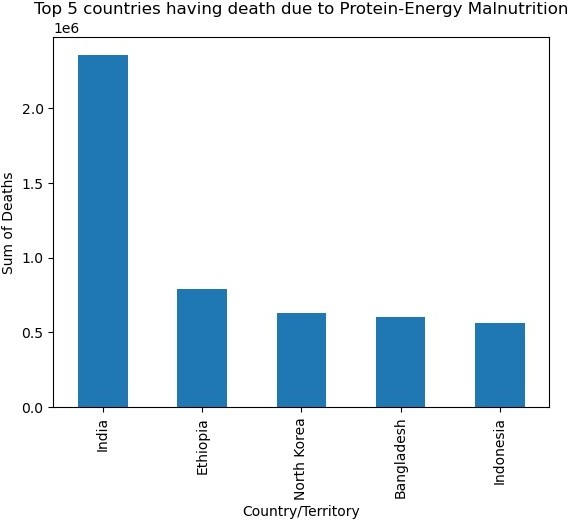 Top 5 countries having death due to Protein-Energy Malnutrition
1e6
2.0
1.5
1.0
0.5
0.0
Sum of Deaths
India
Ethiopia
North Korea
Bangladesh
Indonesia
Country/Territory